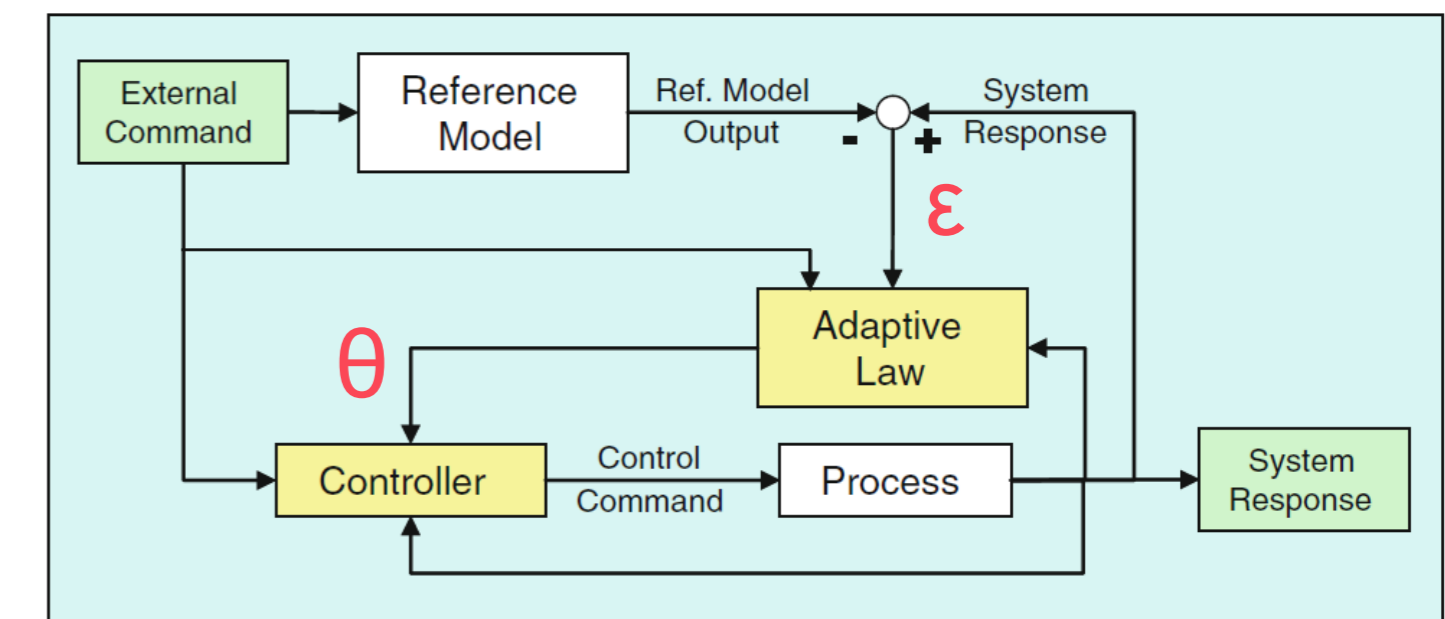 External
Command
Reference
Model
Ref. Model
Output
System
Response
- +
ε
Adaptive
Law
θ
Controller
Control
Command
Process
System
Response